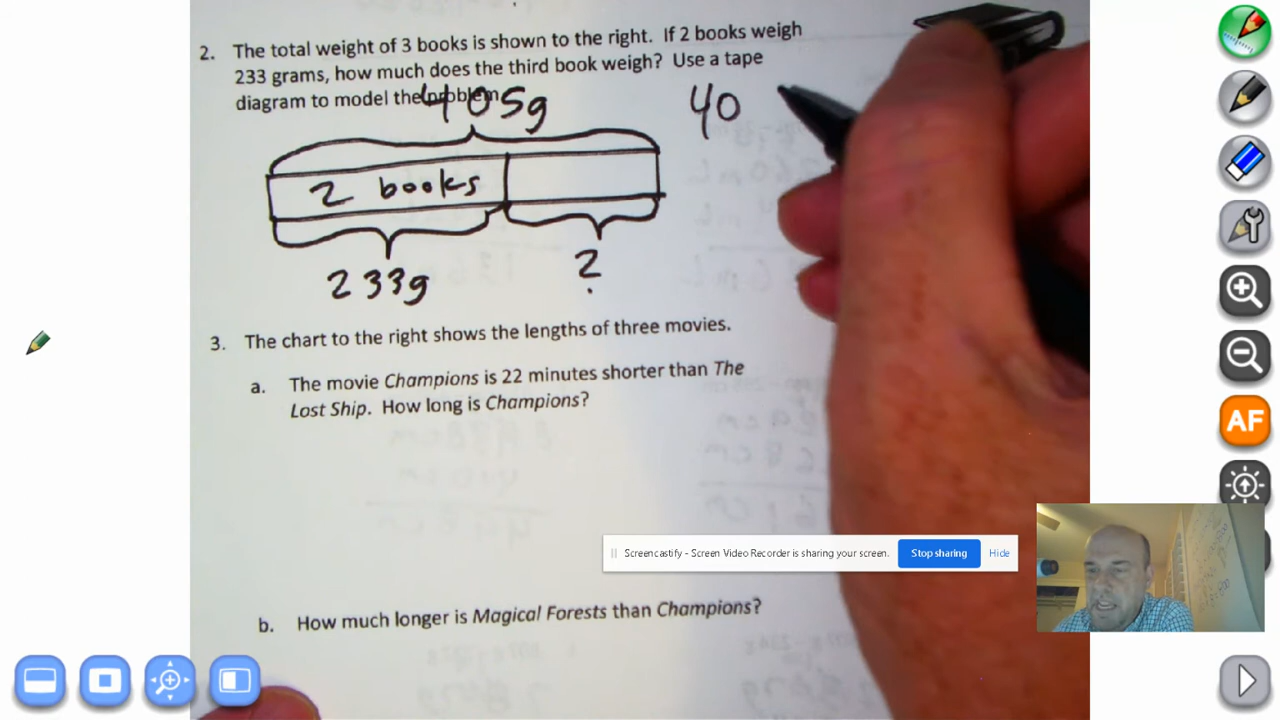 2. The total weight of 3 books is shown to the right. If 2 books weigh
233 grams, how much does the third book weigh? Use a tape
diagram to model the problem.
405g
40
2 books
233g
?
3. The chart to the right shows the lengths of three movies.
a. The movie Champions is 22 minutes shorter than The
Lost Ship. How long is Champions?
AF
Screencastify - Screen Video Recorder is sharing your screen. Stop sharing Hide
b. How much longer is Magical Forests than Champions?